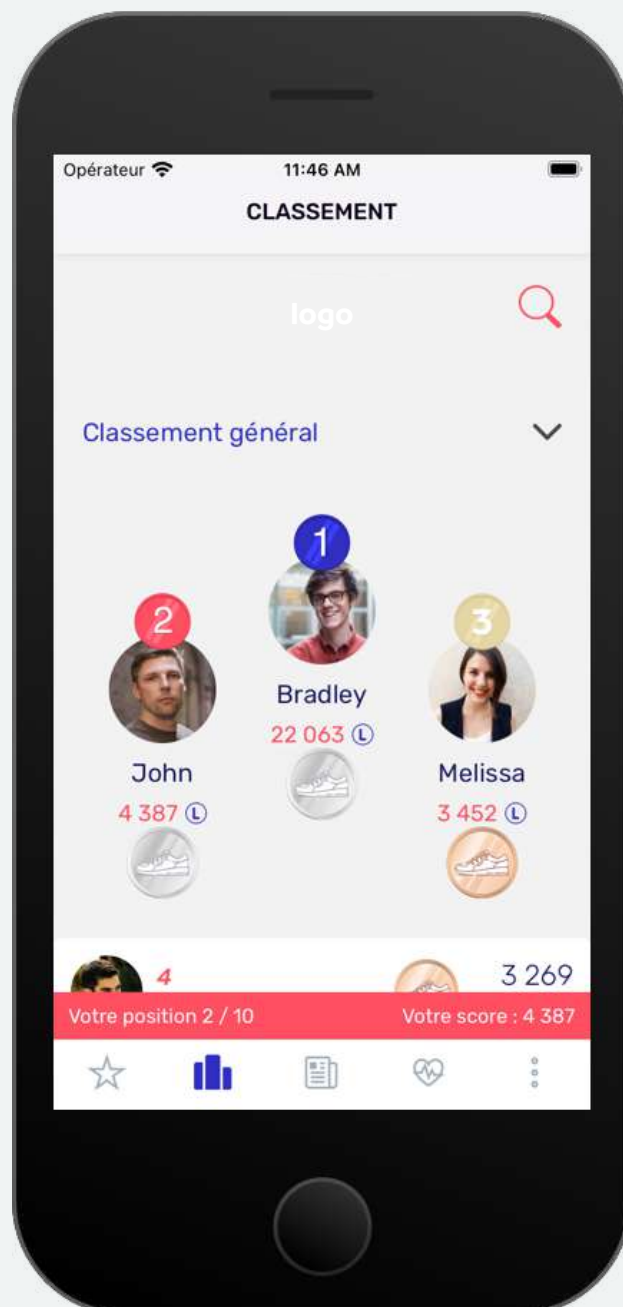 Opérateur
11:46 AM
CLASSEMENT
logo
Classement général
1
2
3
Bradley
22 063 L
John
4 387 L
Melissa
3 452 L
4
3 269
Votre position 2 / 10
Votre score : 4 387